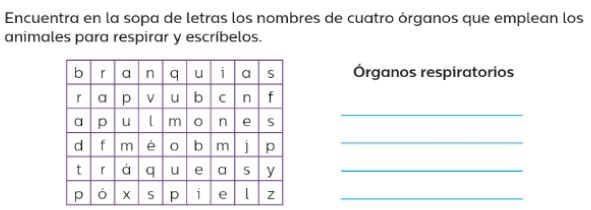 Encuentra en la sopa de letras los nombres de cuatro órganos que emplean los
animales para respirar y escríbelos.
b r a n q u i a s
r a p v u b c n f
a p u l m o n e s
d f m é o b m j p
t r á q u e a s y
p ó x s p i e l z
Órganos respiratorios